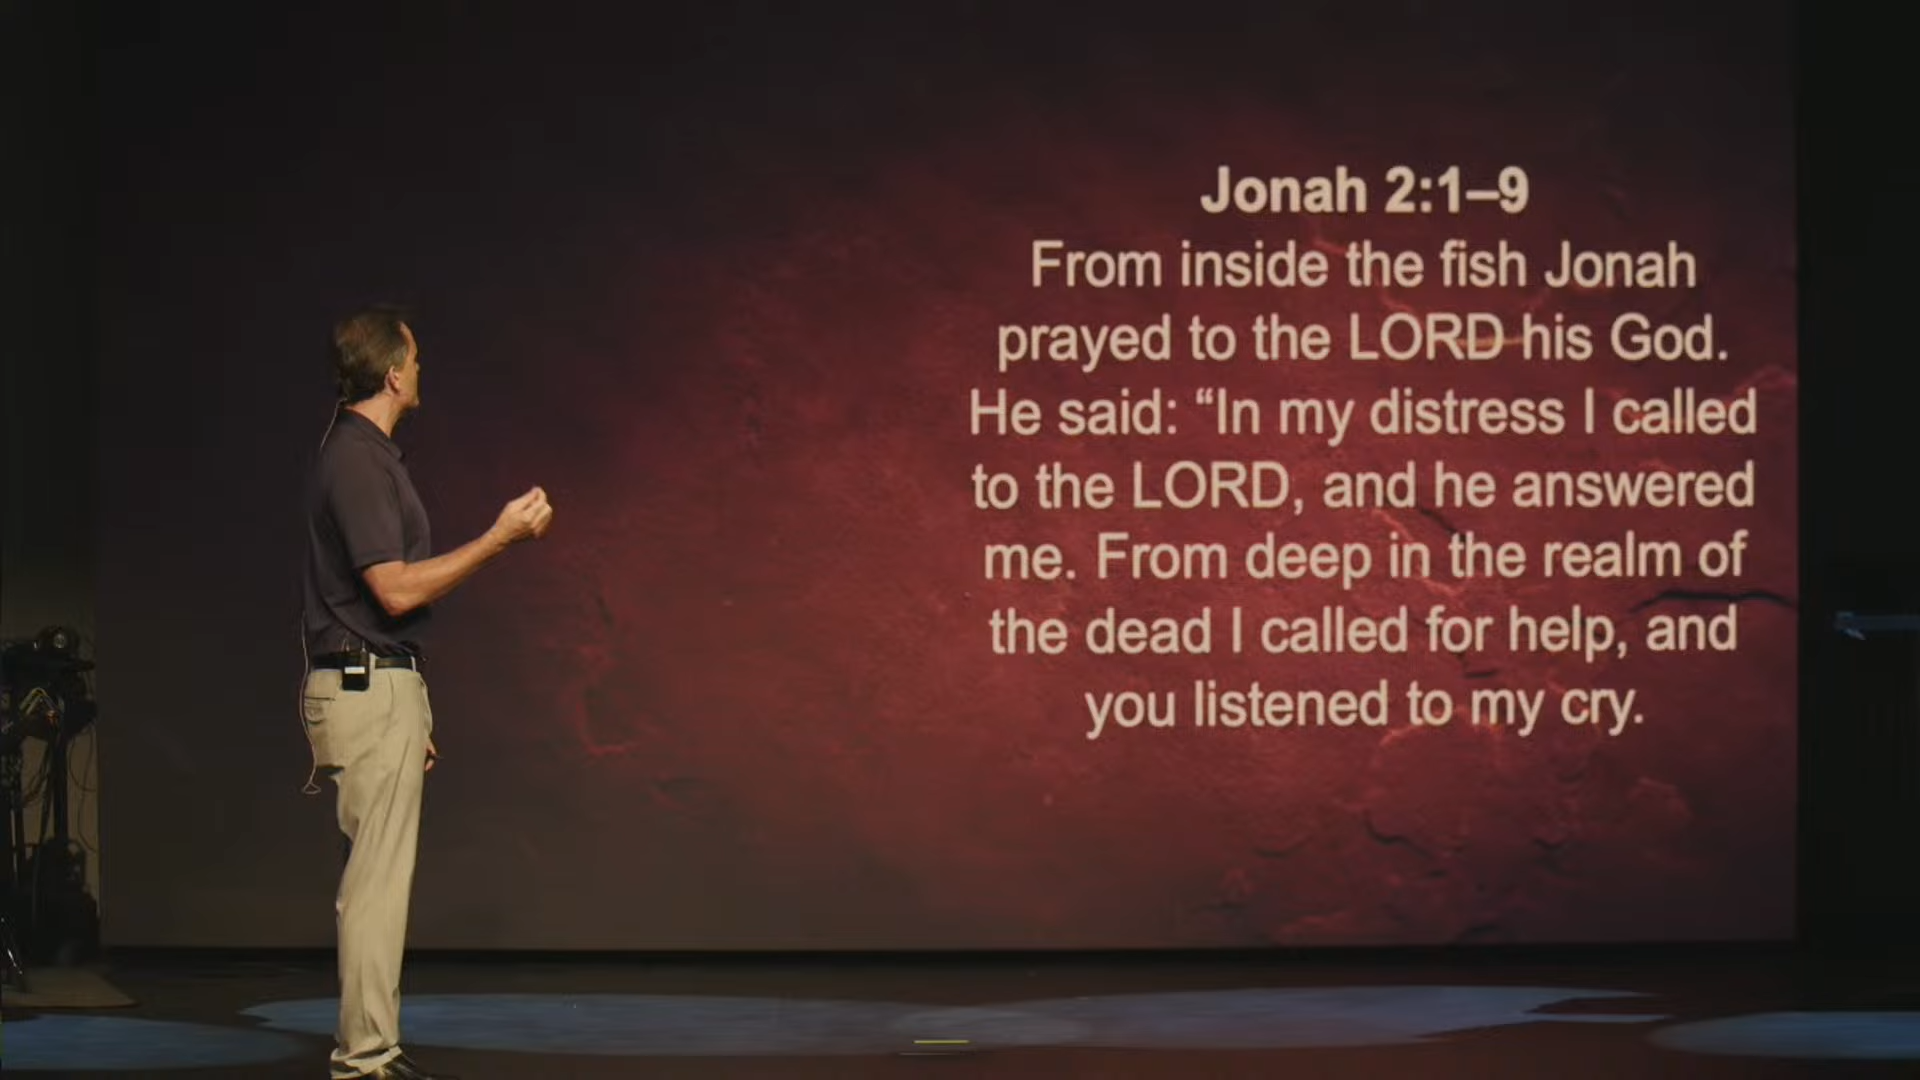 Jonah 2:1–9
From inside the fish Jonah
prayed to the LORD his God.
He said: “In my distress I called
to the LORD, and he answered
me. From deep in the realm of
the dead I called for help, and
you listened to my cry.